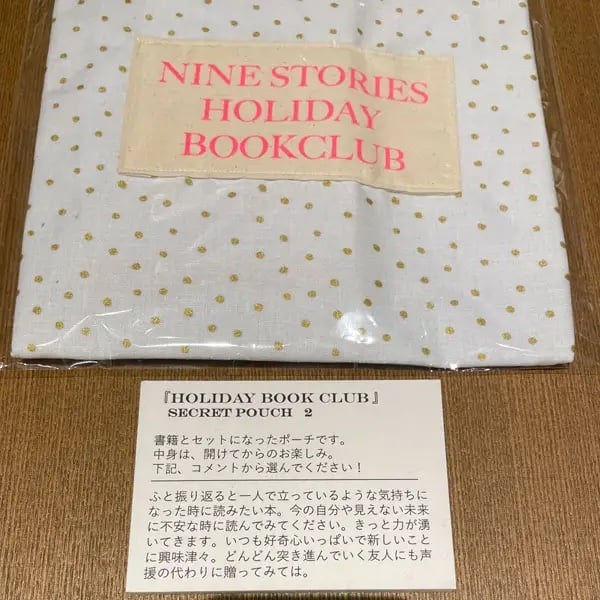 NINE STORIES
HOLIDAY
BOOKCLUB
『HOLIDAY BOOK CLUB』
SECRET POUCH 2
書籍とセットになったポーチです。
中身は、開けてからのお楽しみ。
下記、コメントから選んでください！
ふと振り返ると一人で立っているような気持ちに
なった時に読みたい本。今の自分や見えない未来
に不安な時に読んでみてください。きっと力が湧
いてきます。いつも好奇心いっぱいで新しいこと
に興味津々。どんどん突き進んでいく友人にも声
援の代わりに贈ってみては。